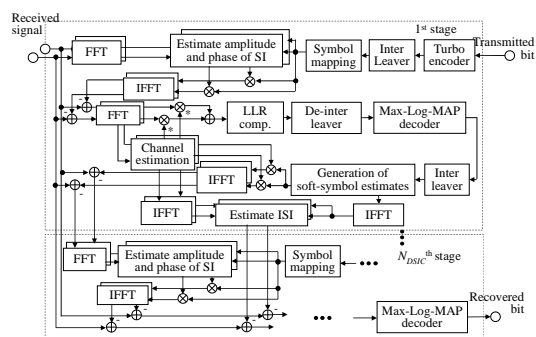 Received
signal
1st stage
FFT
Estimate amplitude
and phase of SI
Symbol
mapping
Inter
Leaver
Turbo
encoder
Transmitted
bit
IFFT
-
-
FFT
*
*
LLR
comp.
De-inter
leaver
Max-Log-MAP
decoder
Channel
estimation
IFFT
Generation of
soft-symbol estimates
Inter
leaver
-
-
IFFT
Estimate ISI
IFFT
N_DSIC th stage
FFT
Estimate amplitude
and phase of SI
Symbol
mapping
•••
IFFT
Recovered
bit
-
-
-
-
•••
Max-Log-MAP
decoder